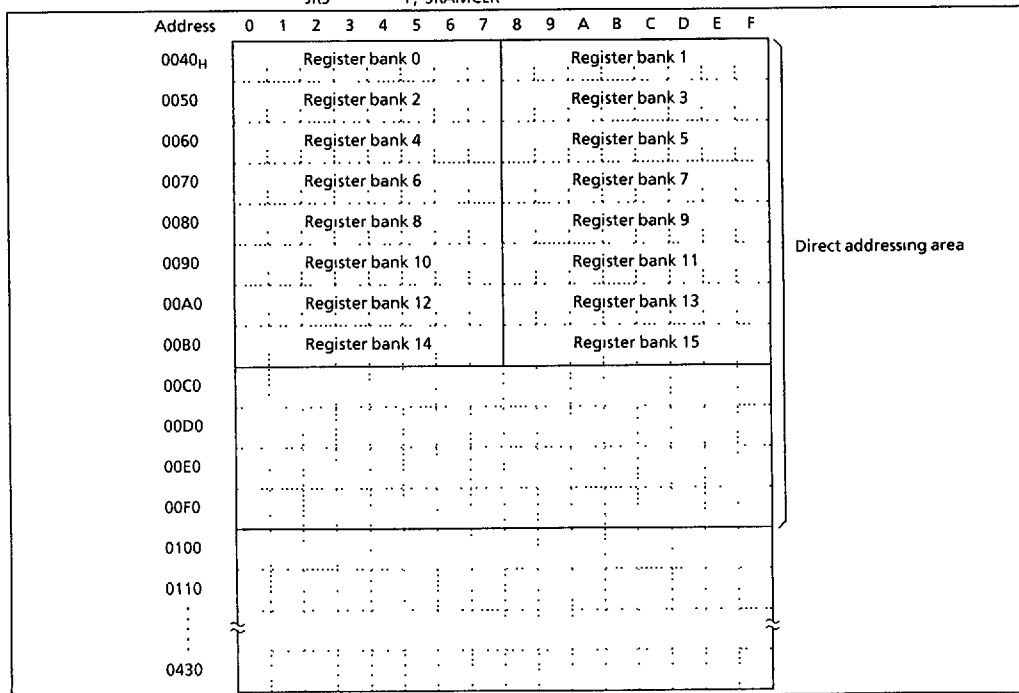 F, SRAMCLR
Address 0 1 2 3 4 5 6 7 8 9 A B C D E F
0040H Register bank 0 Register bank 1
0050 Register bank 2 Register bank 3
0060 Register bank 4 Register bank 5
0070 Register bank 6 Register bank 7
0080 Register bank 8 Register bank 9
Direct addressing area
0090 Register bank 10 Register bank 11
00A0 Register bank 12 Register bank 13
00B0 Register bank 14 Register bank 15
00C0
00D0
00E0
00F0
0100
0110
0430